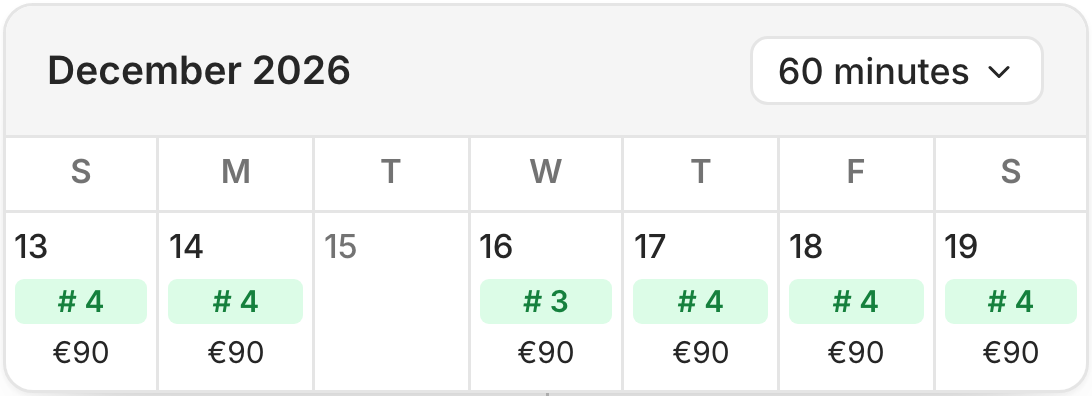 December 2026
60 minutes
S M T W T F S
13 14 15 16 17 18 19
# 4 # 4 # 3 # 4 # 4 # 4
€90 €90 €90 €90 €90 €90